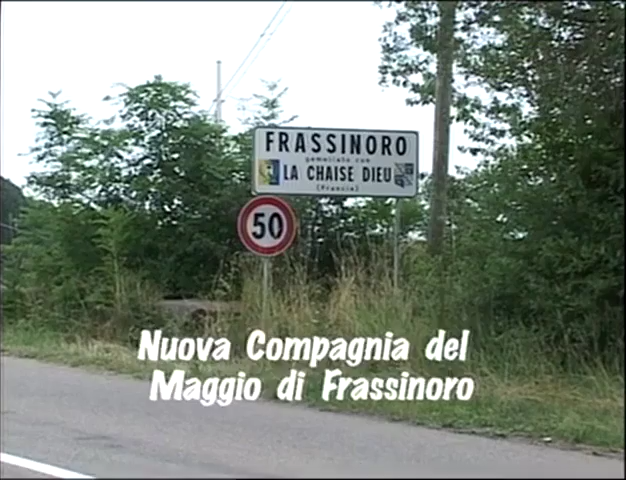 FRASSINORO
gemellato con
LA CHAISE DIEU
(Francia)
50
Nuova Compagnia del
Maggio di Frassinoro